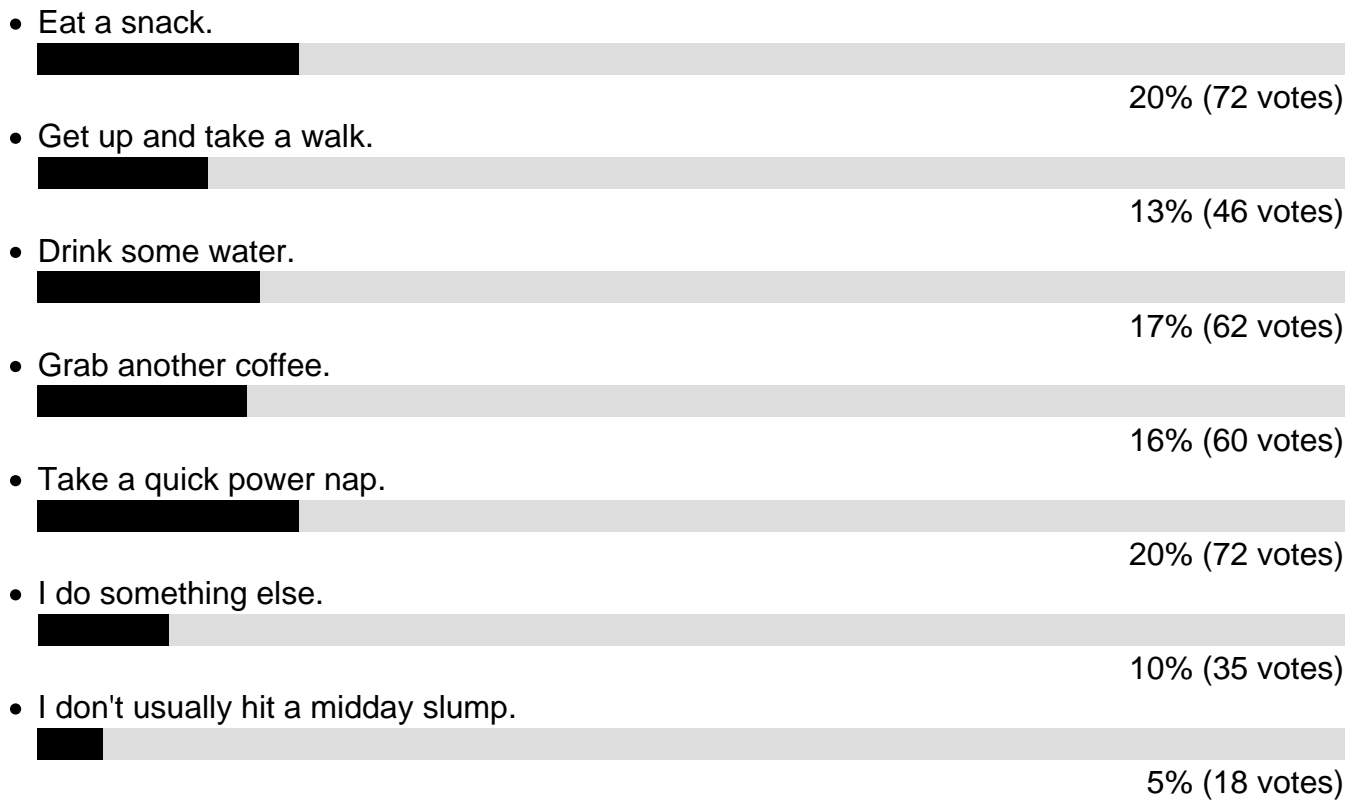 • Eat a snack.
20% (72 votes)
• Get up and take a walk.
13% (46 votes)
• Drink some water.
17% (62 votes)
• Grab another coffee.
16% (60 votes)
• Take a quick power nap.
20% (72 votes)
• I do something else.
10% (35 votes)
• I don't usually hit a midday slump.
5% (18 votes)